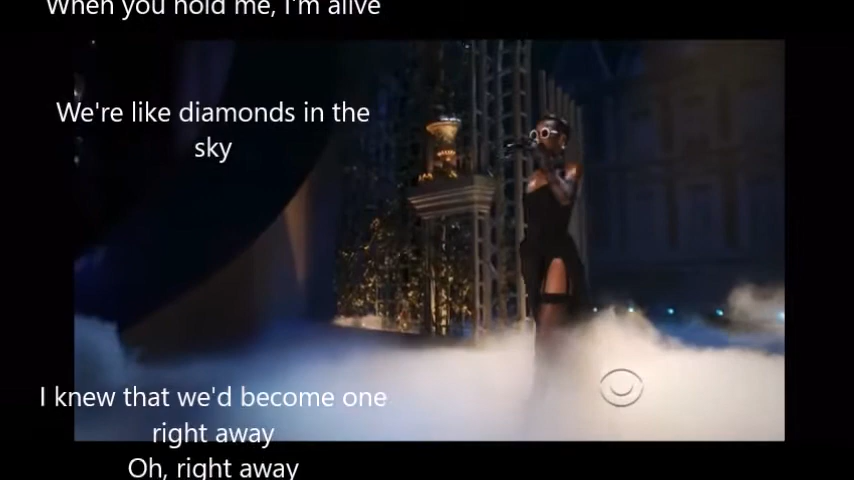 When you hold me, I'm alive
We're like diamonds in the
sky
I knew that we'd become one
right away
Oh, right away